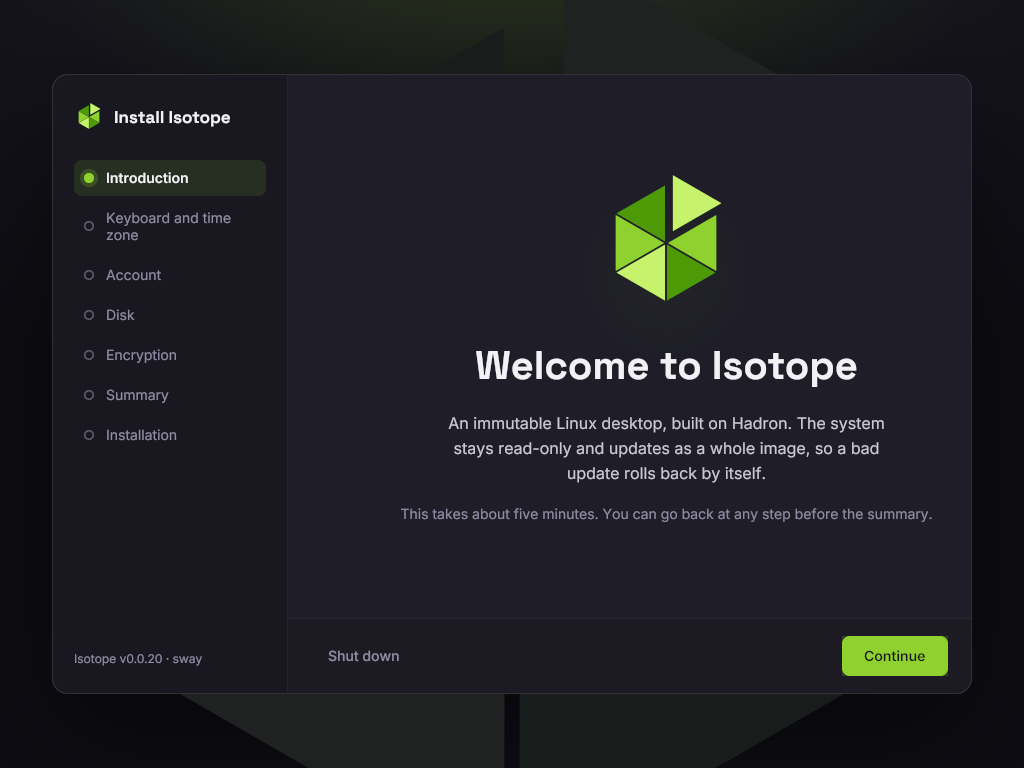 Install Isotope
Introduction
Keyboard and time
zone
Account
Disk
Encryption
Summary
Installation
Isotope v0.0.20 · sway
Welcome to Isotope
An immutable Linux desktop, built on Hadron. The system
stays read-only and updates as a whole image, so a bad
update rolls back by itself.
This takes about five minutes. You can go back at any step before the summary.
Shut down
Continue